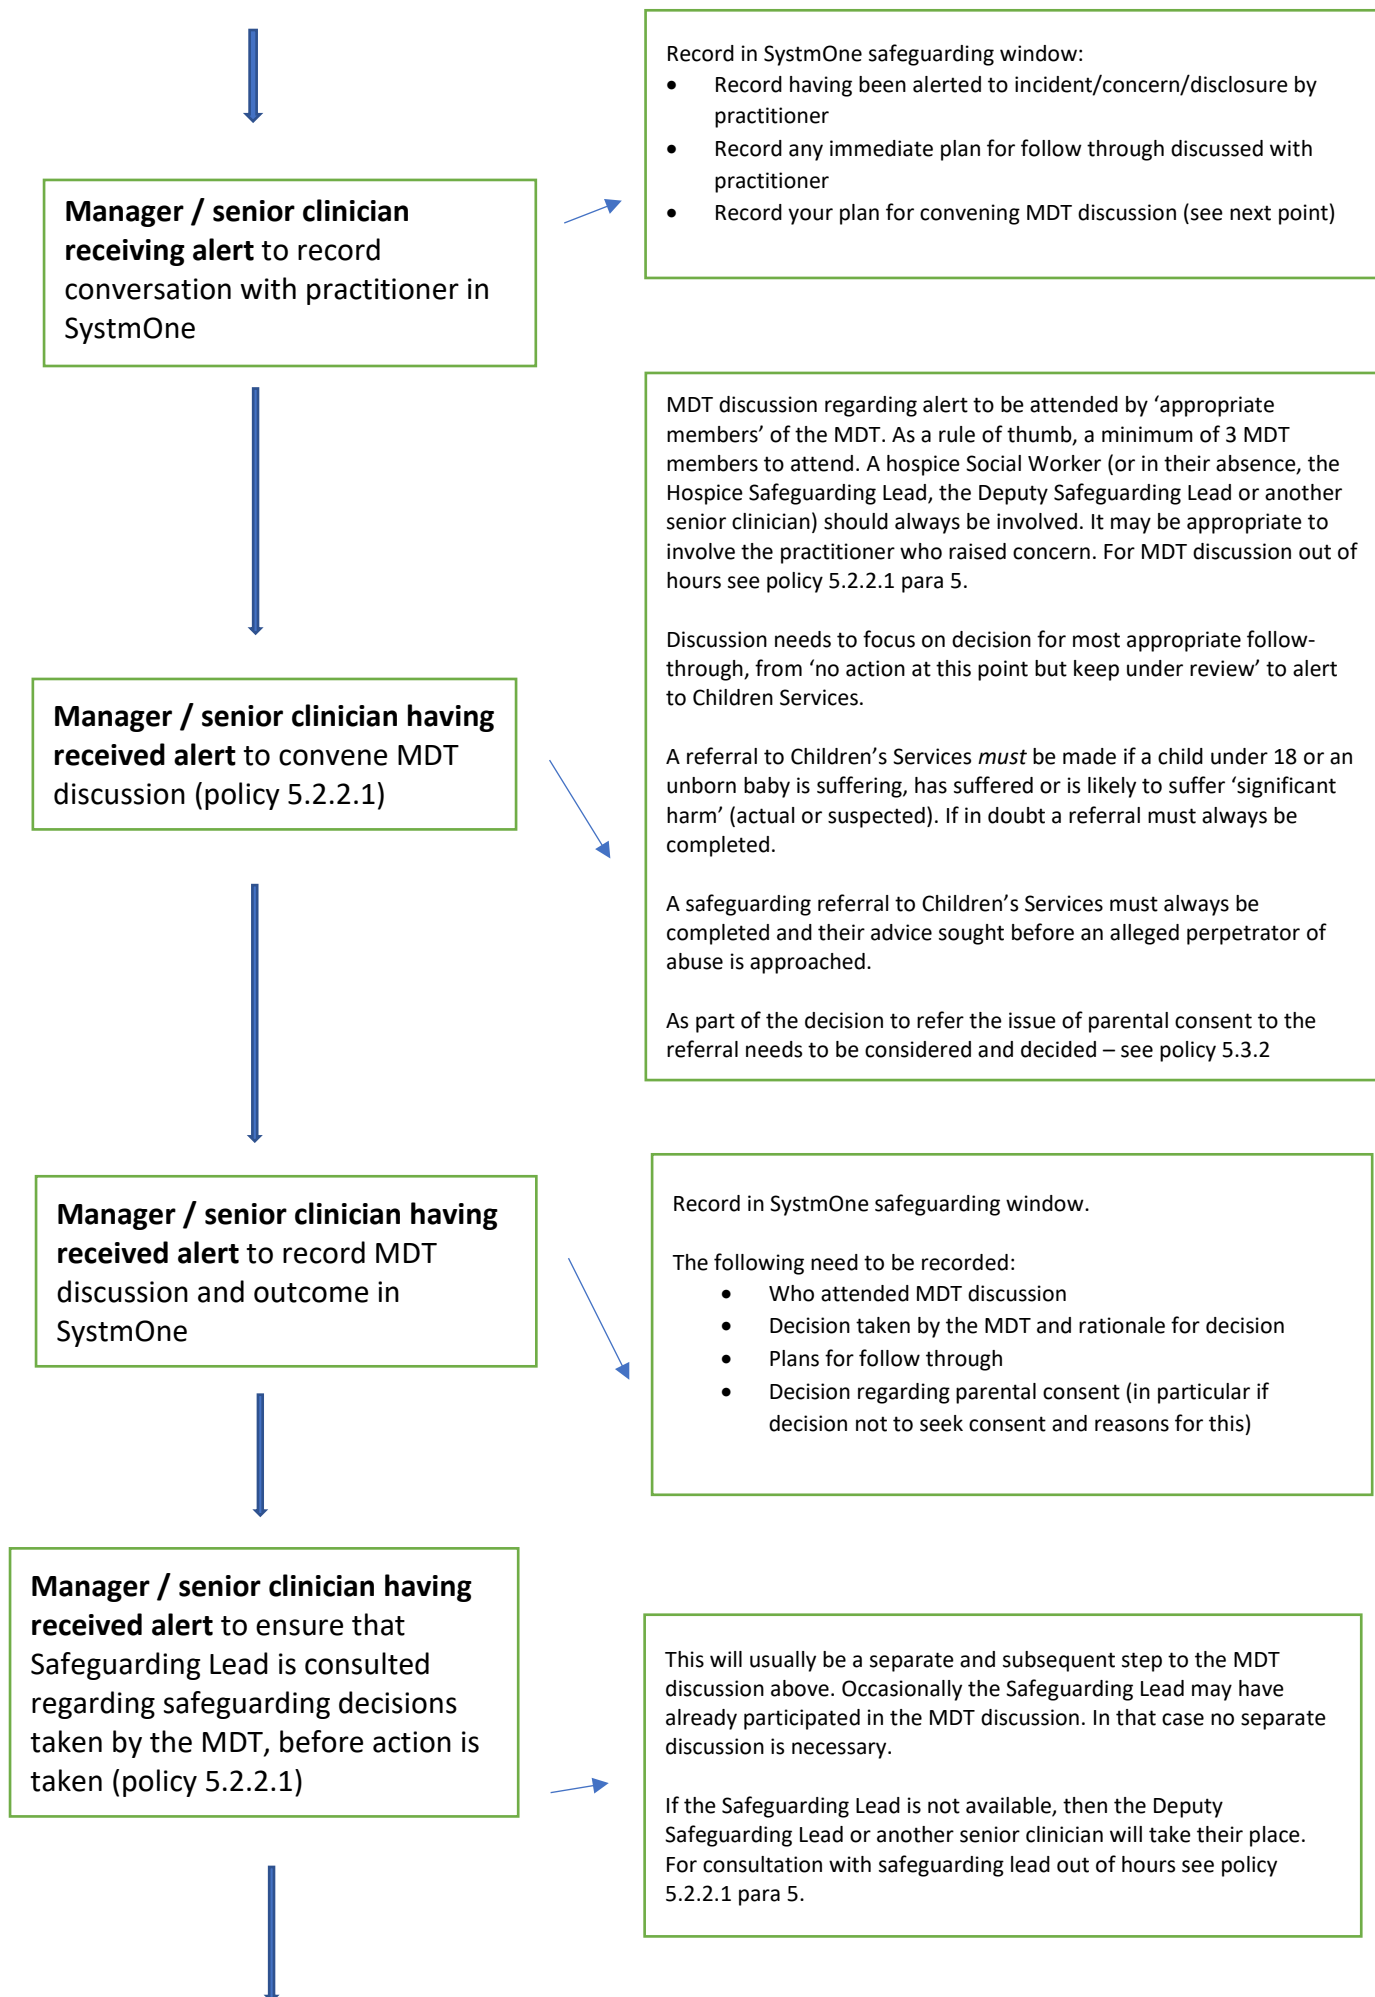 Manager / senior clinician
receiving alert to record
conversation with practitioner in
SystmOne
Record in SystmOne safeguarding window:
• Record having been alerted to incident/concern/disclosure by
practitioner
• Record any immediate plan for follow through discussed with
practitioner
• Record your plan for convening MDT discussion (see next point)
Manager / senior clinician having
received alert to convene MDT
discussion (policy 5.2.2.1)
MDT discussion regarding alert to be attended by ‘appropriate
members’ of the MDT. As a rule of thumb, a minimum of 3 MDT
members to attend. A hospice Social Worker (or in their absence, the
Hospice Safeguarding Lead, the Deputy Safeguarding Lead or another
senior clinician) should always be involved. It may be appropriate to
involve the practitioner who raised concern. For MDT discussion out of
hours see policy 5.2.2.1 para 5.
Discussion needs to focus on decision for most appropriate follow-
through, from ‘no action at this point but keep under review’ to alert
to Children Services.
A referral to Children’s Services must be made if a child under 18 or an
unborn baby is suffering, has suffered or is likely to suffer ‘significant
harm’ (actual or suspected). If in doubt a referral must always be
completed.
A safeguarding referral to Children’s Services must always be
completed and their advice sought before an alleged perpetrator of
abuse is approached.
As part of the decision to refer the issue of parental consent to the
referral needs to be considered and decided – see policy 5.3.2
Manager / senior clinician having
received alert to record MDT
discussion and outcome in
SystmOne
Record in SystmOne safeguarding window.
The following need to be recorded:
• Who attended MDT discussion
• Decision taken by the MDT and rationale for decision
• Plans for follow through
• Decision regarding parental consent (in particular if
decision not to seek consent and reasons for this)
Manager / senior clinician having
received alert to ensure that
Safeguarding Lead is consulted
regarding safeguarding decisions
taken by the MDT, before action is
taken (policy 5.2.2.1)
This will usually be a separate and subsequent step to the MDT
discussion above. Occasionally the Safeguarding Lead may have
already participated in the MDT discussion. In that case no separate
discussion is necessary.
If the Safeguarding Lead is not available, then the Deputy
Safeguarding Lead or another senior clinician will take their place.
For consultation with safeguarding lead out of hours see policy
5.2.2.1 para 5.